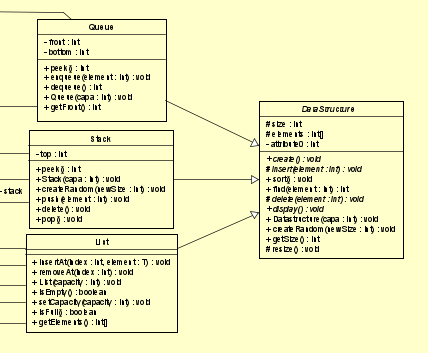 Queue
- front : int
- bottom : int
+ peek() : int
+ enqueue(element : int) : void
+ dequeue() : int
+ Queue(capa : int) : void
+ getFront() : int
Stack
- top : int
+ peek() : int
+ Stack(capa : int) : void
+ createRandom(newSize : int) : void
+ push(element : int) : void
+ delete() : void
+ pop() : void
- stack
List
+ insertAt(index : int, element : T) : void
+ removeAt(index : int) : void
+ List(capacity : int) : void
+ isEmpty() : boolean
+ setCapacity(capacity : int) : void
+ isFull() : boolean
+ getElements() : int[]
DataStructure
# size : int
# elements : int[]
- attribute0 : int
+ create() : void
# insert(element : int) : void
+ sort() : void
+ find(element : int) : int
# delete(element : int) : void
+ display() : void
+ Datastructure(capa : int) : void
+ createRandom(newSize : int) : void
+ getSize() : int
# resize() : void